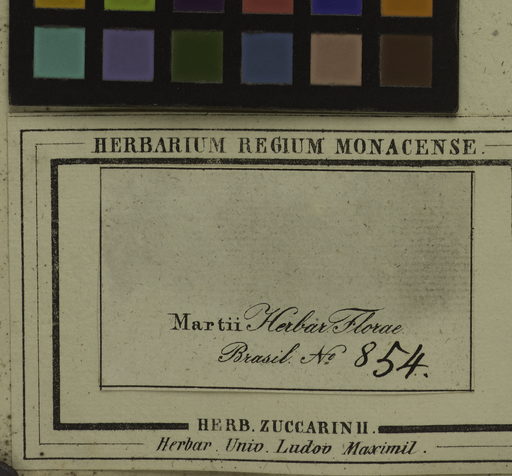 HERBARIUM REGIUM MONACENSE.
Martii Herbar. Florae
Brasil. No 854.
HERB. ZUCCARINII.
Herbar. Univ. Ludov Maximil.